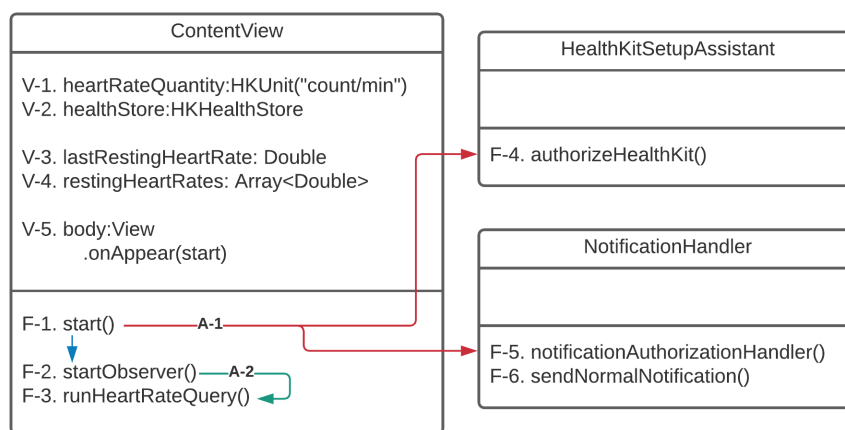 ContentView
V-1. heartRateQuantity:HKUnit("count/min")
V-2. healthStore:HKHealthStore
V-3. lastRestingHeartRate: Double
V-4. restingHeartRates: Array<Double>
V-5. body:View
.onAppear(start)
F-1. start()
A-1
F-2. startObserver()
A-2
F-3. runHeartRateQuery()
HealthKitSetupAssistant
F-4. authorizeHealthKit()
NotificationHandler
F-5. notificationAuthorizationHandler()
F-6. sendNormalNotification()